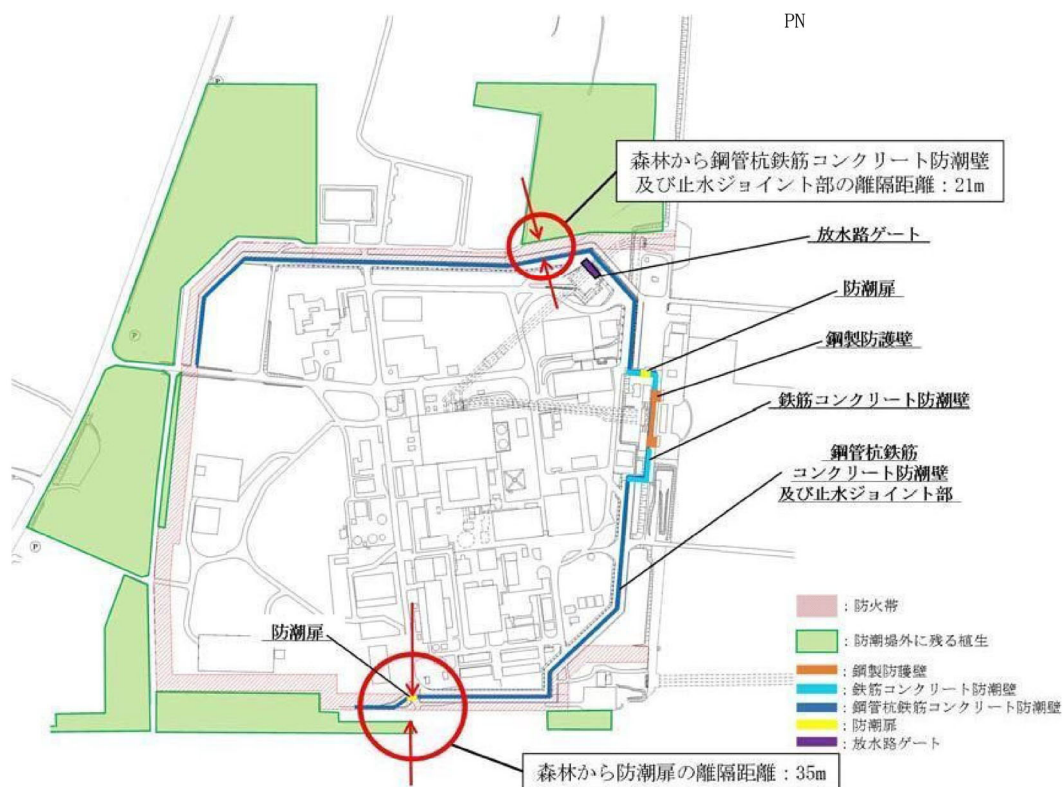 PN
森林から鋼管杭鉄筋コンクリート防潮壁
及び止水ジョイント部の離隔距離：21m
放水路ゲート
防潮扉
鋼製防護壁
鉄筋コンクリート防潮壁
鋼管杭鉄筋
コンクリート防潮壁
及び止水ジョイント部
防潮扉
：防火帯
：防潮堤外に残る植生
：鋼製防護壁
：鉄筋コンクリート防潮壁
：鋼管杭鉄筋コンクリート防潮壁
：防潮扉
：放水路ゲート
森林から防潮扉の離隔距離：35m
P
P
P